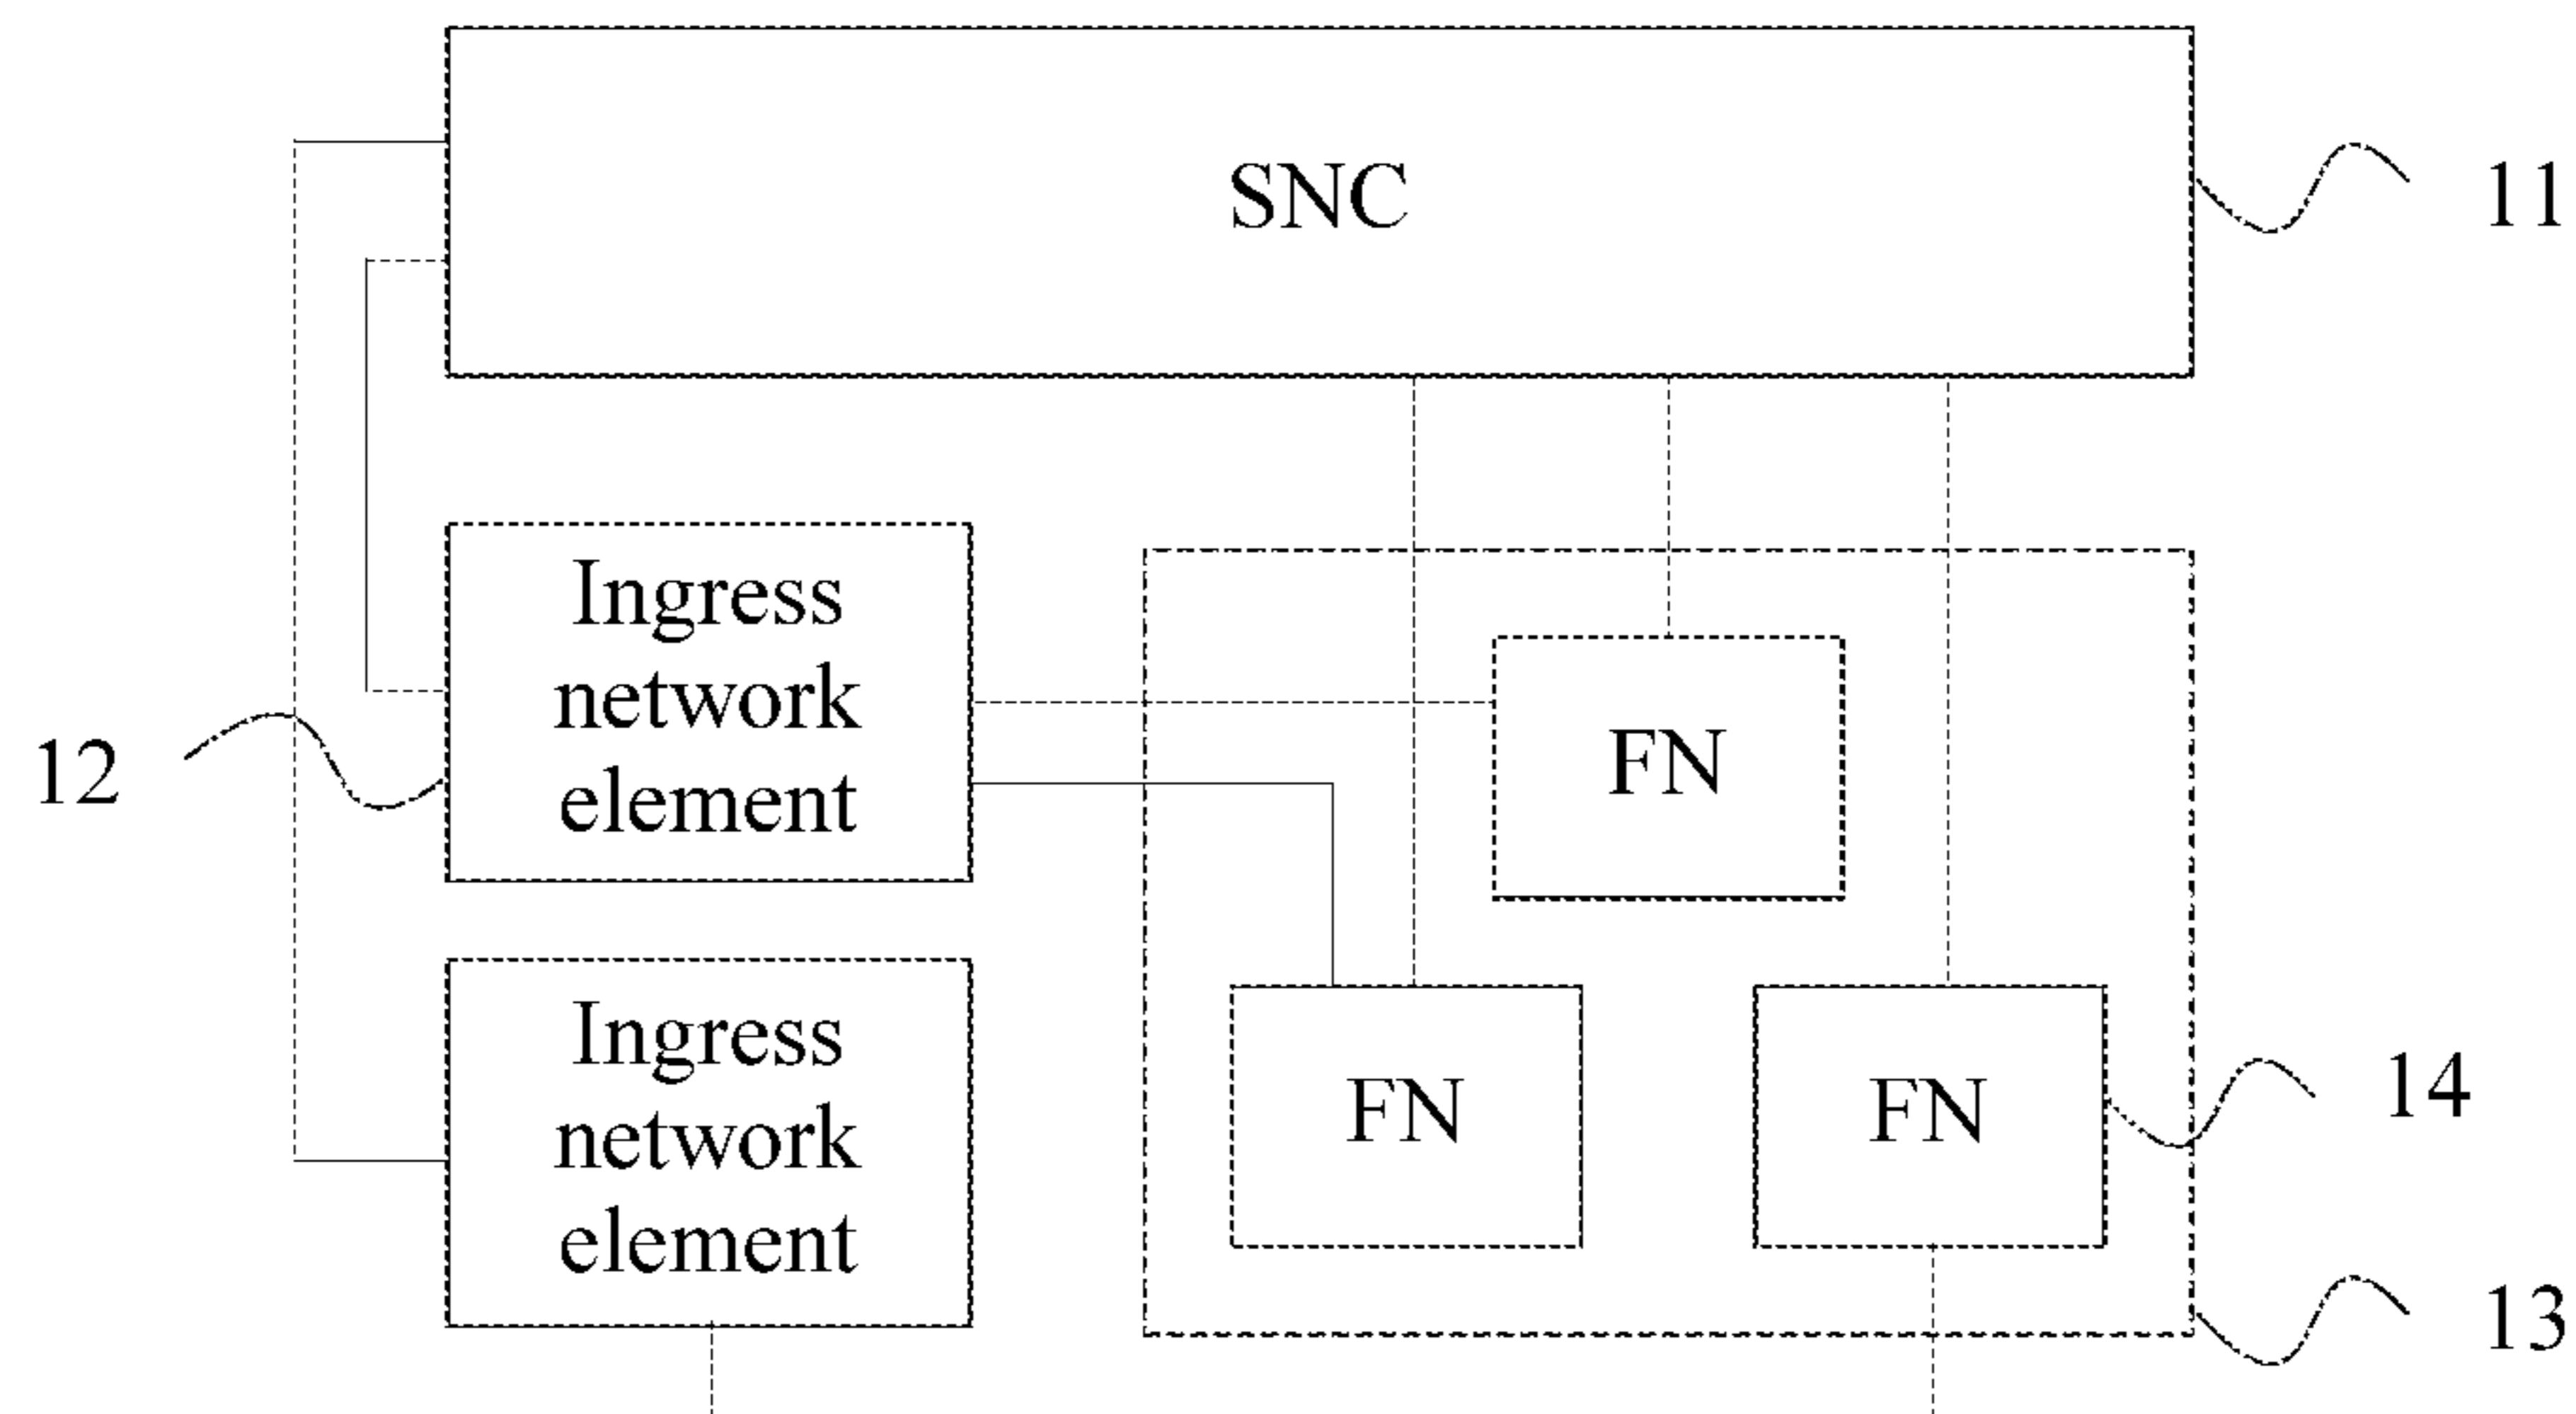 SNC
11
Ingress
network
element
12
FN
Ingress
network
element
FN
FN
14
13